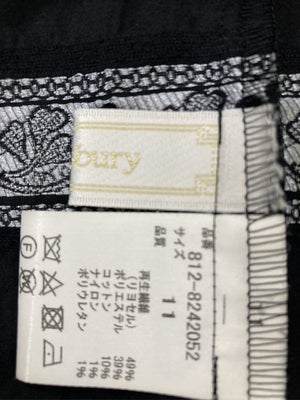 bury
品番 812-8242052
サイズ 11
品質
再生繊維
(リヨセル) 49%
ポリエステル 39%
コットン 10%
ナイロン 1%
ポリウレタン 1%
F